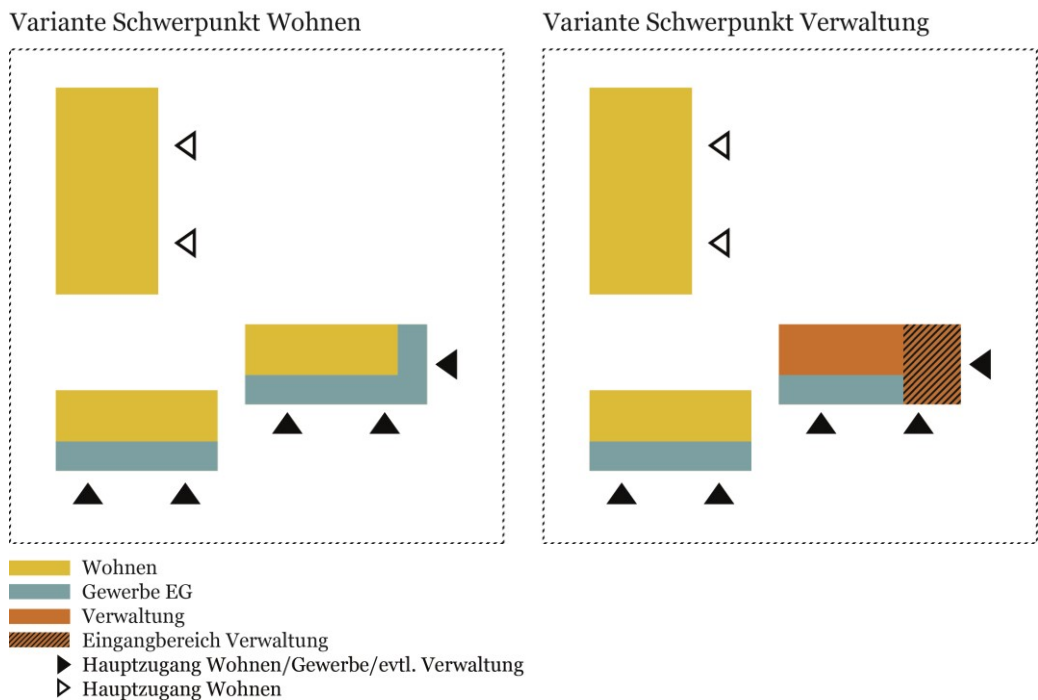 Variante Schwerpunkt Wohnen
Variante Schwerpunkt Verwaltung
Wohnen
Gewerbe EG
Verwaltung
Eingangbereich Verwaltung
Hauptzugang Wohnen/Gewerbe/evtl. Verwaltung
Hauptzugang Wohnen